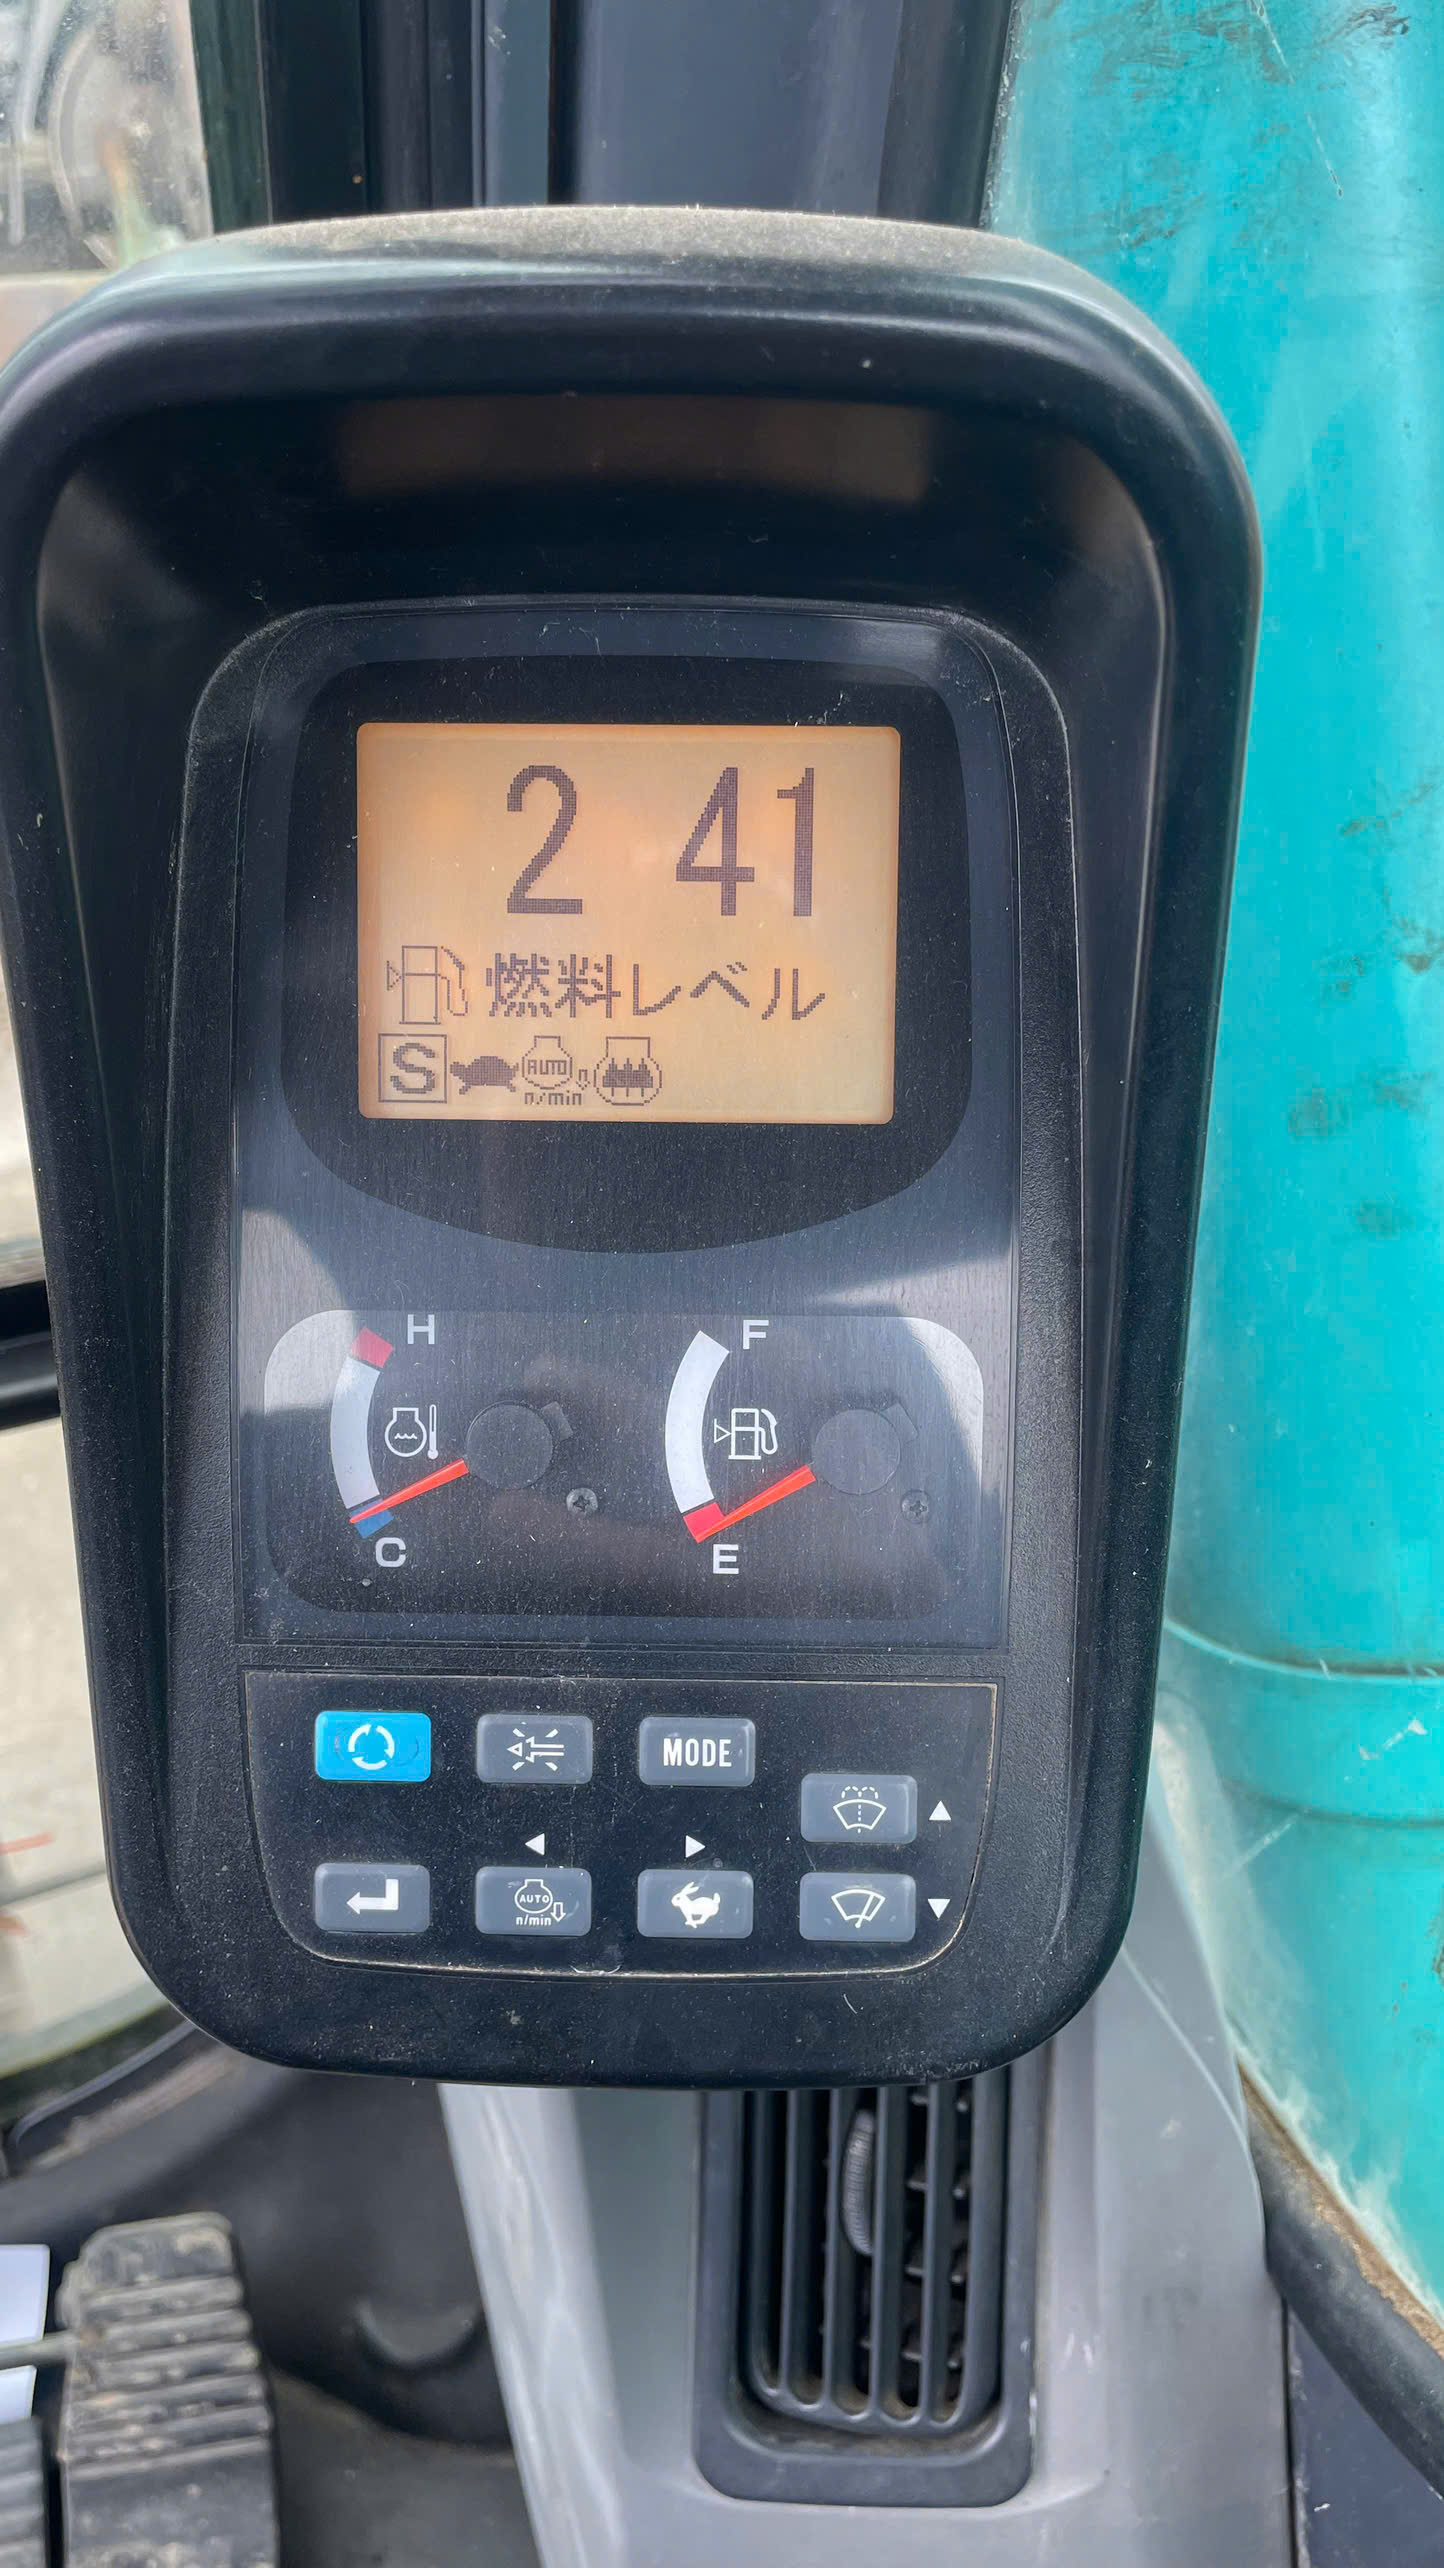 2 41
燃料レベル
S AUTO
n/min
H
F
C
E
MODE
AUTO
n/min